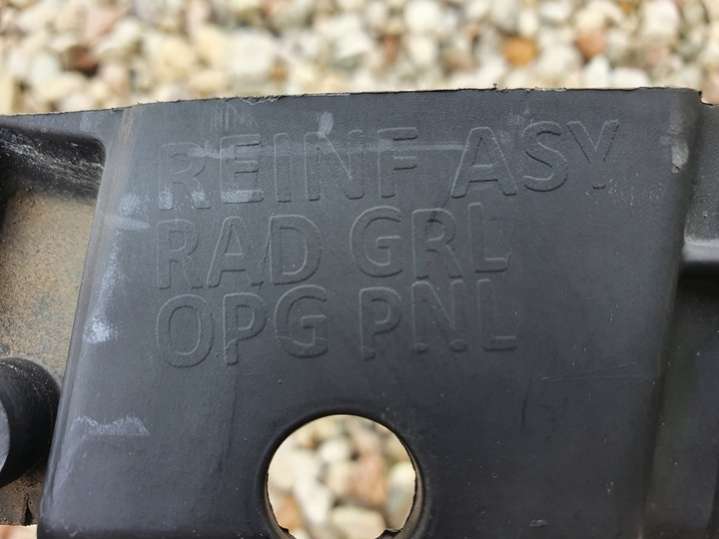 REINF ASY
RAD GRL
OPG PNL